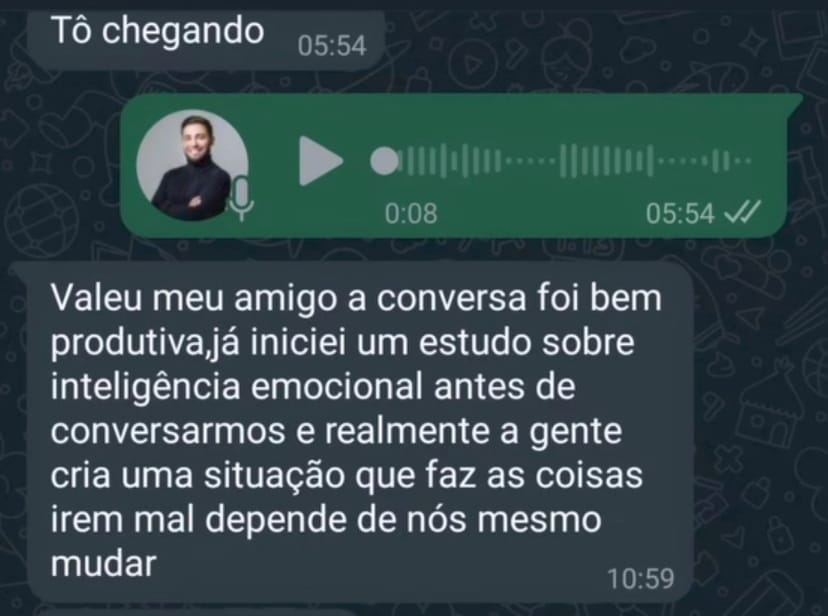 Tô chegando 05:54
0:08 05:54
Valeu meu amigo a conversa foi bem
produtiva,já iniciei um estudo sobre
inteligência emocional antes de
conversarmos e realmente a gente
cria uma situação que faz as coisas
irem mal depende de nós mesmo
mudar
10:59